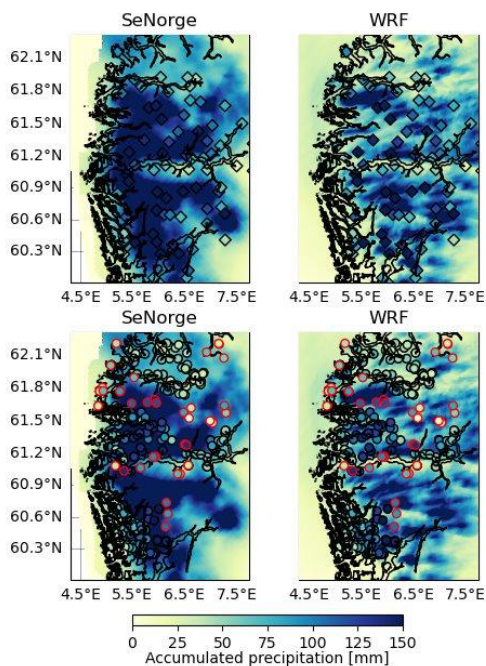 SeNorge WRF
62.1°N
61.8°N
61.5°N
61.2°N
60.9°N
60.6°N
60.3°N
4.5°E 5.5°E 6.5°E 7.5°E 4.5°E 5.5°E 6.5°E 7.5°E
SeNorge WRF
62.1°N
61.8°N
61.5°N
61.2°N
60.9°N
60.6°N
60.3°N
4.5°E 5.5°E 6.5°E 7.5°E 4.5°E 5.5°E 6.5°E 7.5°E
0 25 50 75 100 125 150
Accumulated precipitation [mm]